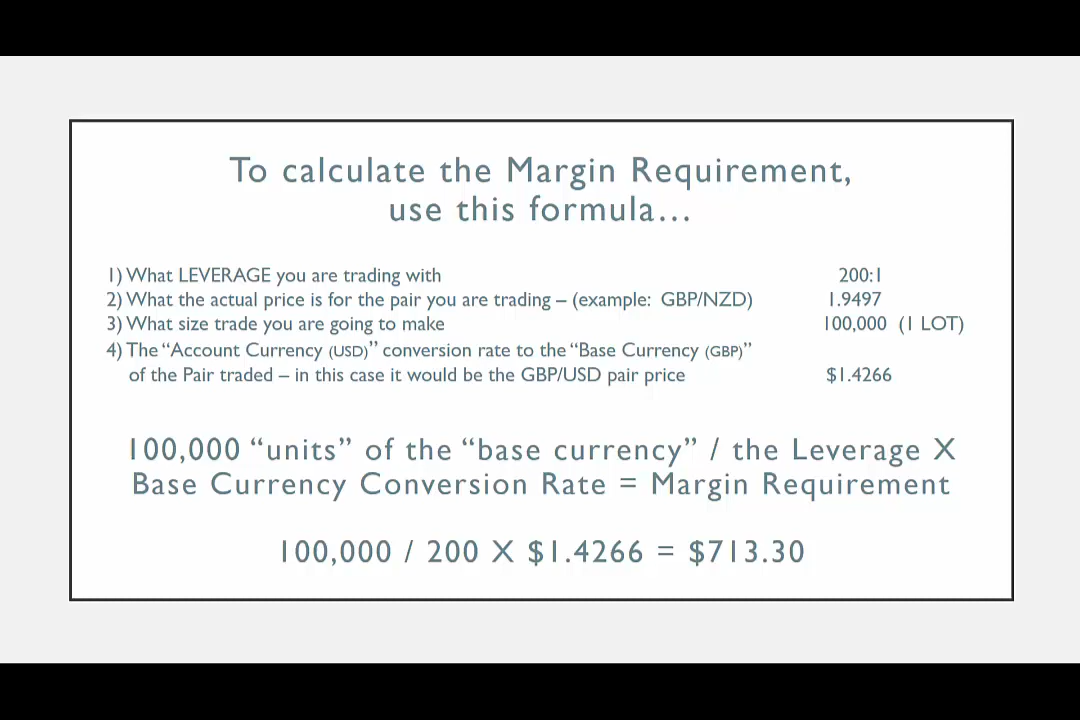 To calculate the Margin Requirement,
use this formula...
1) What LEVERAGE you are trading with 200:1
2) What the actual price is for the pair you are trading – (example: GBP/NZD) 1.9497
3) What size trade you are going to make 100,000 (1 LOT)
4) The “Account Currency (USD)” conversion rate to the “Base Currency (GBP)”
of the Pair traded – in this case it would be the GBP/USD pair price $1.4266
100,000 “units” of the “base currency” / the Leverage X
Base Currency Conversion Rate = Margin Requirement
100,000 / 200 X $1.4266 = $713.30